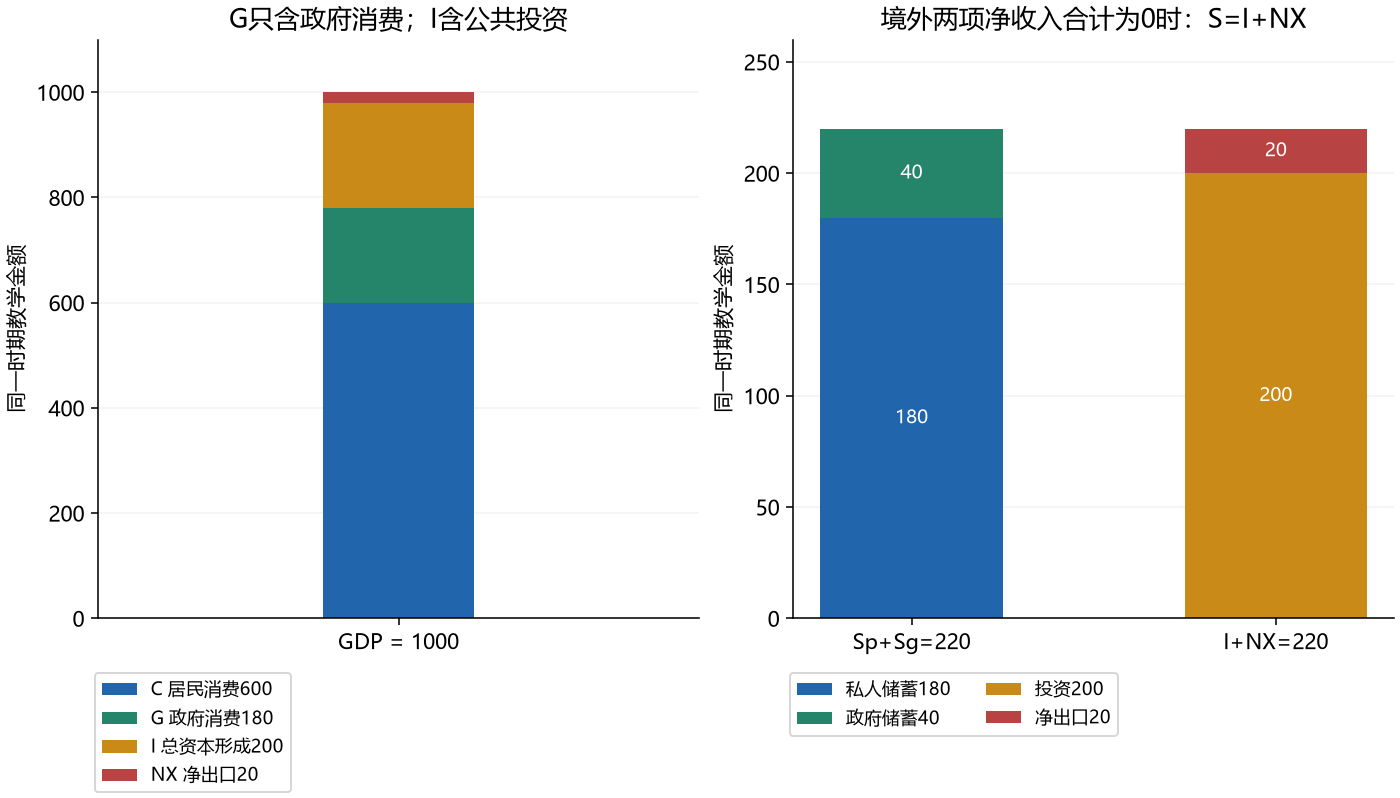 G只含政府消费；I含公共投资
同一时期教学金额
1000
800
600
400
200
0
GDP = 1000
C 居民消费600
G 政府消费180
I 总资本形成200
NX 净出口20
境外两项净收入合计为0时：S=I+NX
同一时期教学金额
250
200
150
100
50
0
40
180
20
200
Sp+Sg=220
I+NX=220
私人储蓄180
政府储蓄40
投资200
净出口20